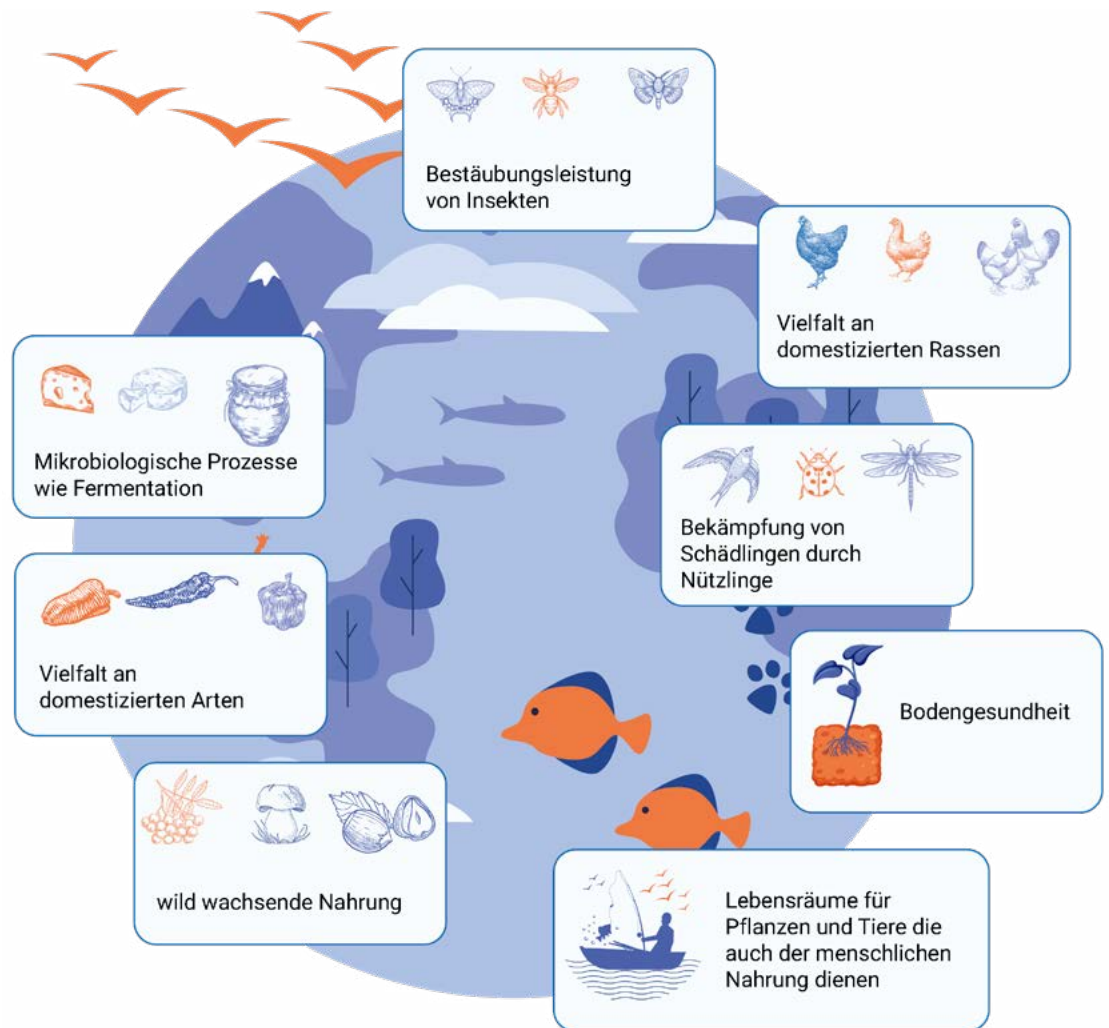 Bestäubungsleistung
von Insekten
Vielfalt an
domestizierten Rassen
Mikrobiologische Prozesse
wie Fermentation
Bekämpfung von
Schädlingen durch
Nützlinge
Vielfalt an
domestizierten Arten
Bodengesundheit
wild wachsende Nahrung
Lebensräume für
Pflanzen und Tiere die
auch der menschlichen
Nahrung dienen